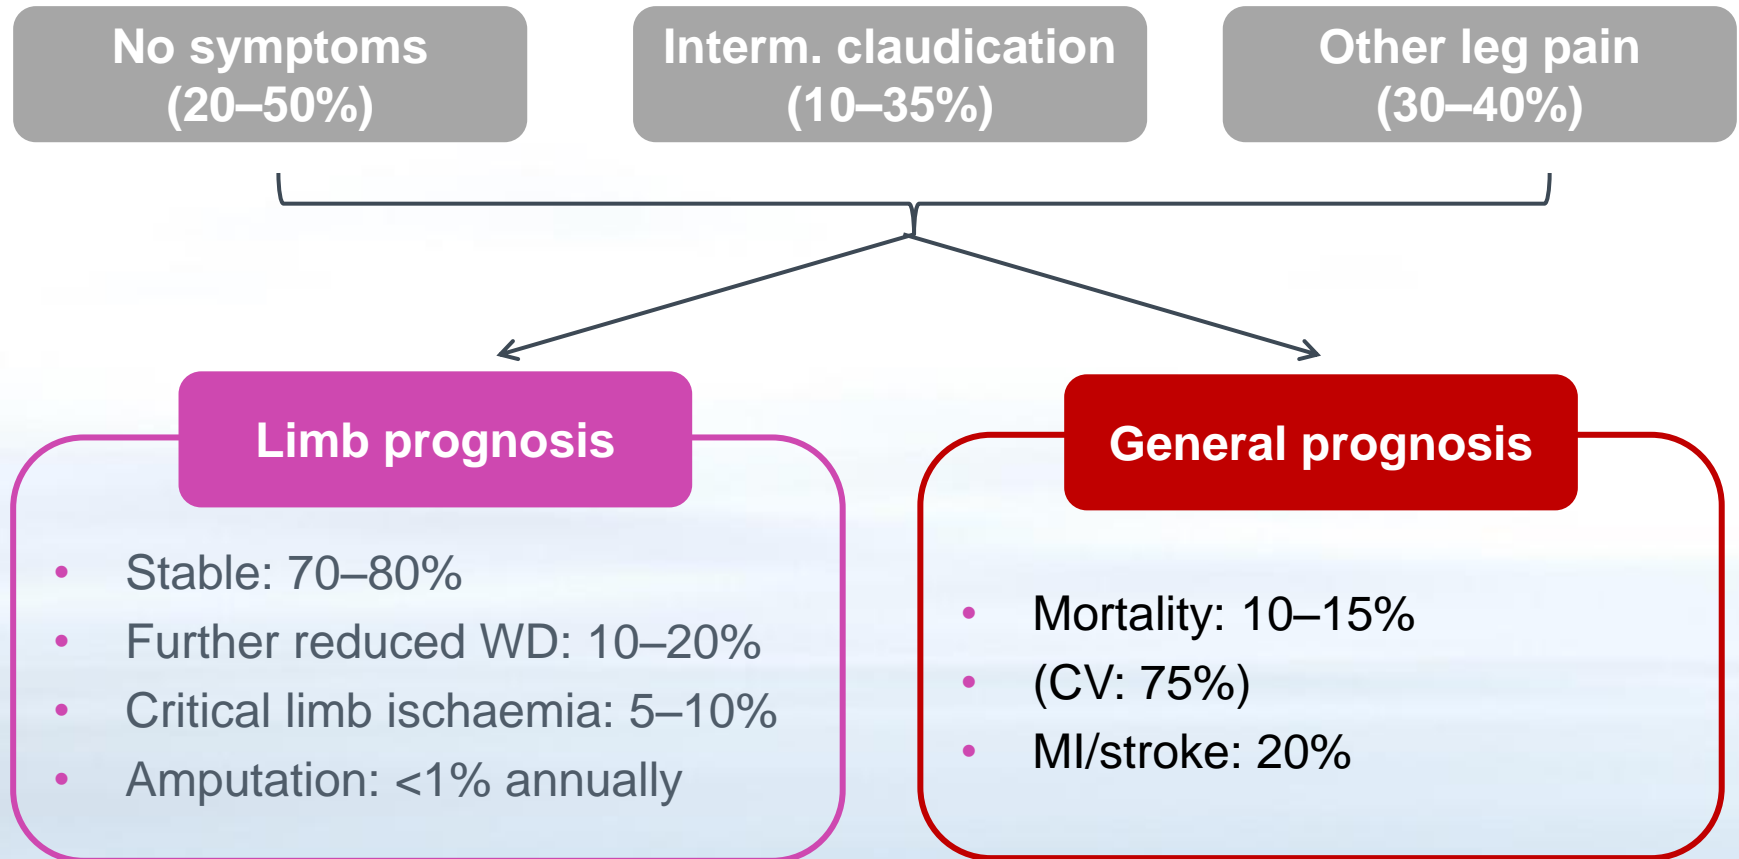 No symptoms
(20–50%)
Interm. claudication
(10–35%)
Other leg pain
(30–40%)
Limb prognosis
• Stable: 70–80%
• Further reduced WD: 10–20%
• Critical limb ischaemia: 5–10%
• Amputation: <1% annually
General prognosis
• Mortality: 10–15%
• (CV: 75%)
• MI/stroke: 20%